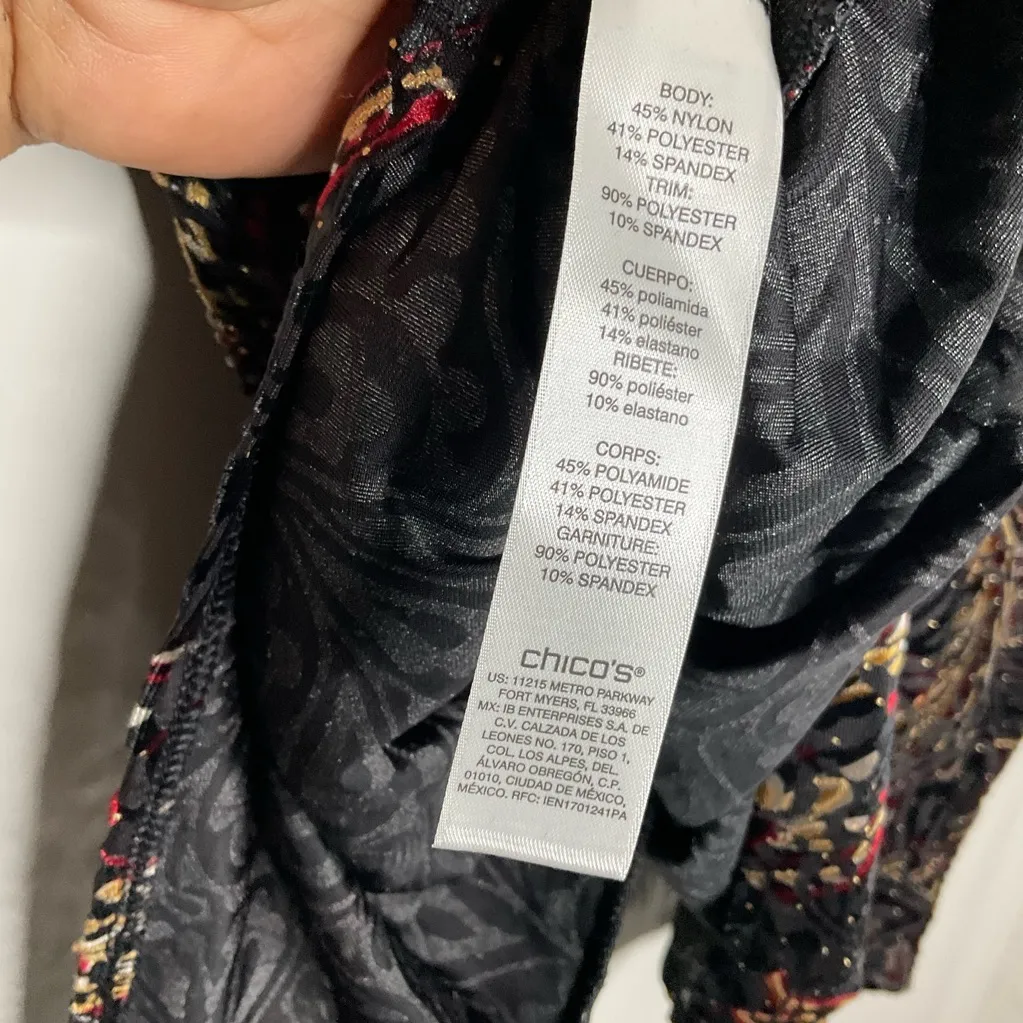 BODY:
45% NYLON
41% POLYESTER
14% SPANDEX
TRIM:
90% POLYESTER
10% SPANDEX
CUERPO:
45% poliamida
41% poliéster
14% elastano
RIBETE:
90% poliéster
10% elastano
CORPS:
45% POLYAMIDE
41% POLYESTER
14% SPANDEX
GARNITURE:
90% POLYESTER
10% SPANDEX
chico's®
US: 11215 METRO PARKWAY
FORT MYERS, FL 33966
MX: IB ENTERPRISES S.A. DE
C.V. CALZADA DE LOS
LEONES NO. 170, PISO 1,
COL. LOS ALPES, DEL.
ÁLVARO OBREGÓN, C.P.
01010, CIUDAD DE MÉXICO,
MÉXICO. RFC: IEN1701241PA